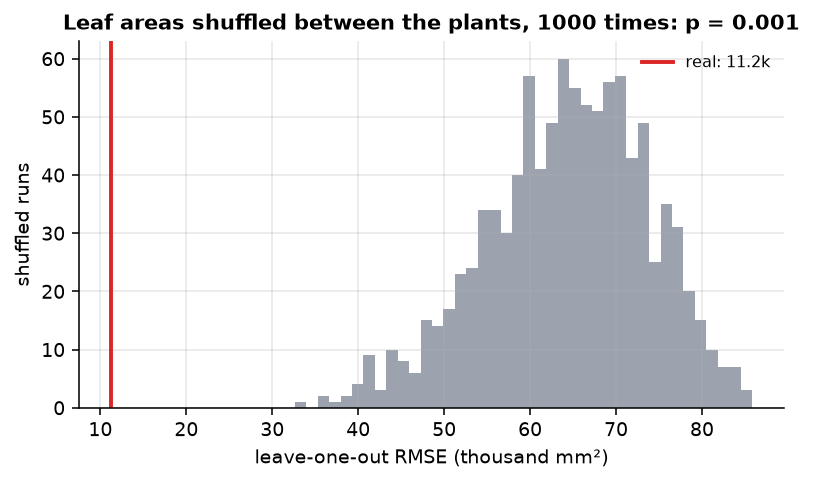 Leaf areas shuffled between the plants, 1000 times: p = 0.001
real: 11.2k
60
50
40
30
20
10
0
shuffled runs
10 20 30 40 50 60 70 80
leave-one-out RMSE (thousand mm²)